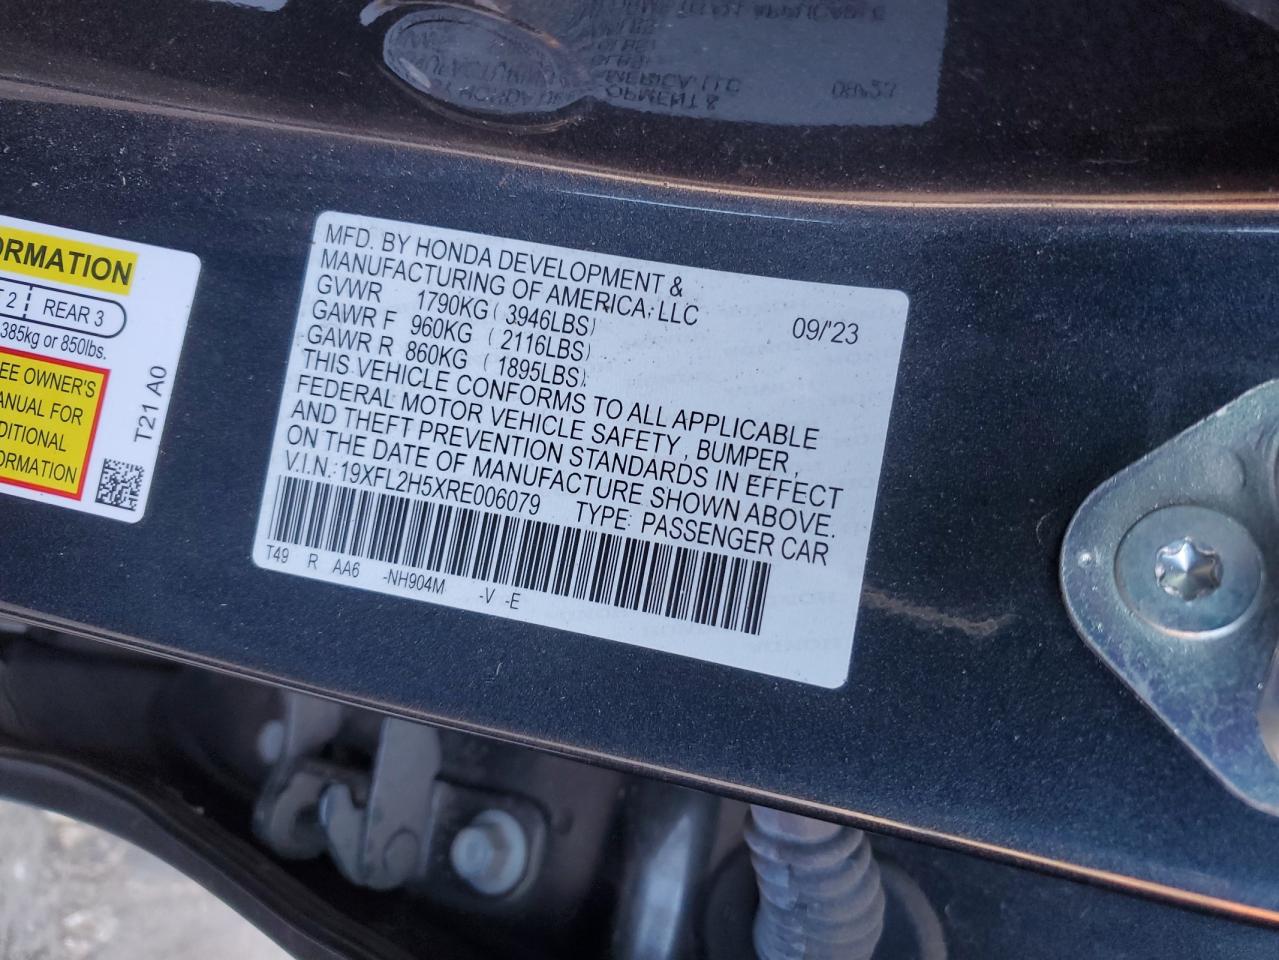 ORMATION
T 2 REAR 3
385kg or 850lbs.
EE OWNER'S
ANUAL FOR
DITIONAL
ORMATION
T21 A0
MFD. BY HONDA DEVELOPMENT &
MANUFACTURING OF AMERICA, LLC
09/'23
GVWR 1790KG ( 3946LBS)
GAWR F 960KG ( 2116LBS)
GAWR R 860KG ( 1895LBS)
THIS VEHICLE CONFORMS TO ALL APPLICABLE
FEDERAL MOTOR VEHICLE SAFETY, BUMPER,
AND THEFT PREVENTION STANDARDS IN EFFECT
ON THE DATE OF MANUFACTURE SHOWN ABOVE.
V.I.N.: 19XFL2H5XRE006079 TYPE: PASSENGER CAR
T49 R AA6 -NH904M -V -E